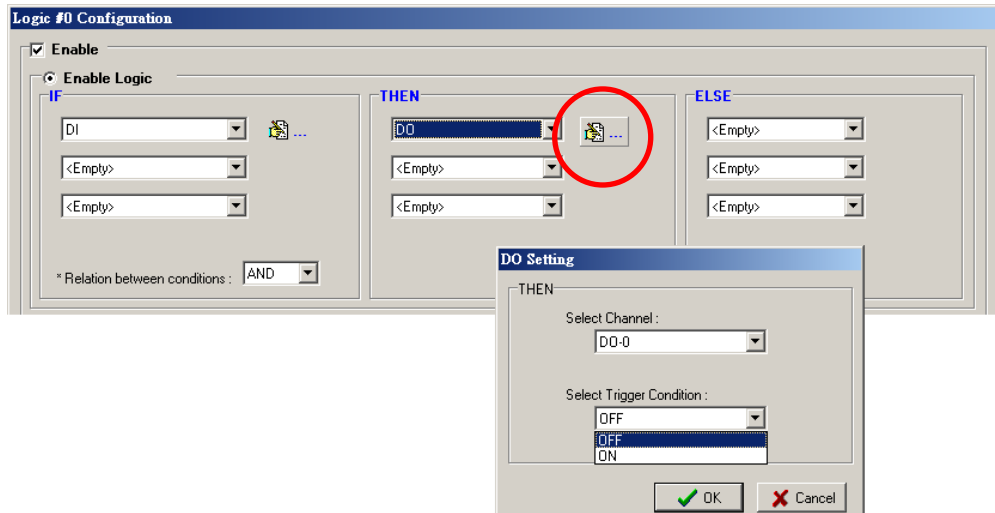 Logic #0 Configuration
Enable
Enable Logic
IF
DI
...
<Empty>
<Empty>
* Relation between conditions :
AND
THEN
DO
...
<Empty>
<Empty>
ELSE
<Empty>
<Empty>
<Empty>
DO Setting
THEN
Select Channel :
DO-0
Select Trigger Condition :
OFF
OFF
ON
OK
Cancel